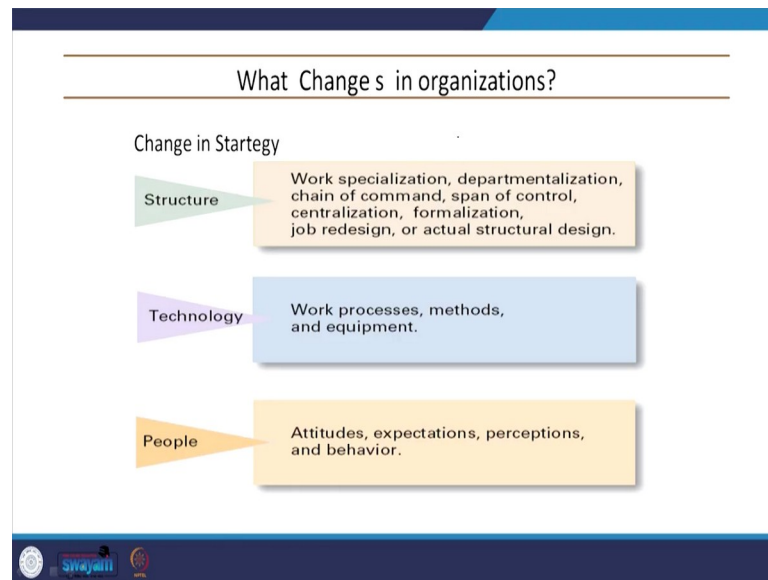 What Change s in organizations?
Change in Startegy
Structure
Work specialization, departmentalization,
chain of command, span of control,
centralization, formalization,
job redesign, or actual structural design.
Technology
Work processes, methods,
and equipment.
People
Attitudes, expectations, perceptions,
and behavior.
swayam